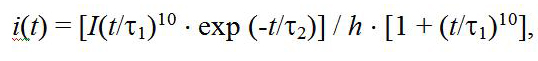 i(t) = [I(t/τ₁)¹⁰ · exp (-t/τ₂)] / h · [1 + (t/τ₁)¹⁰],